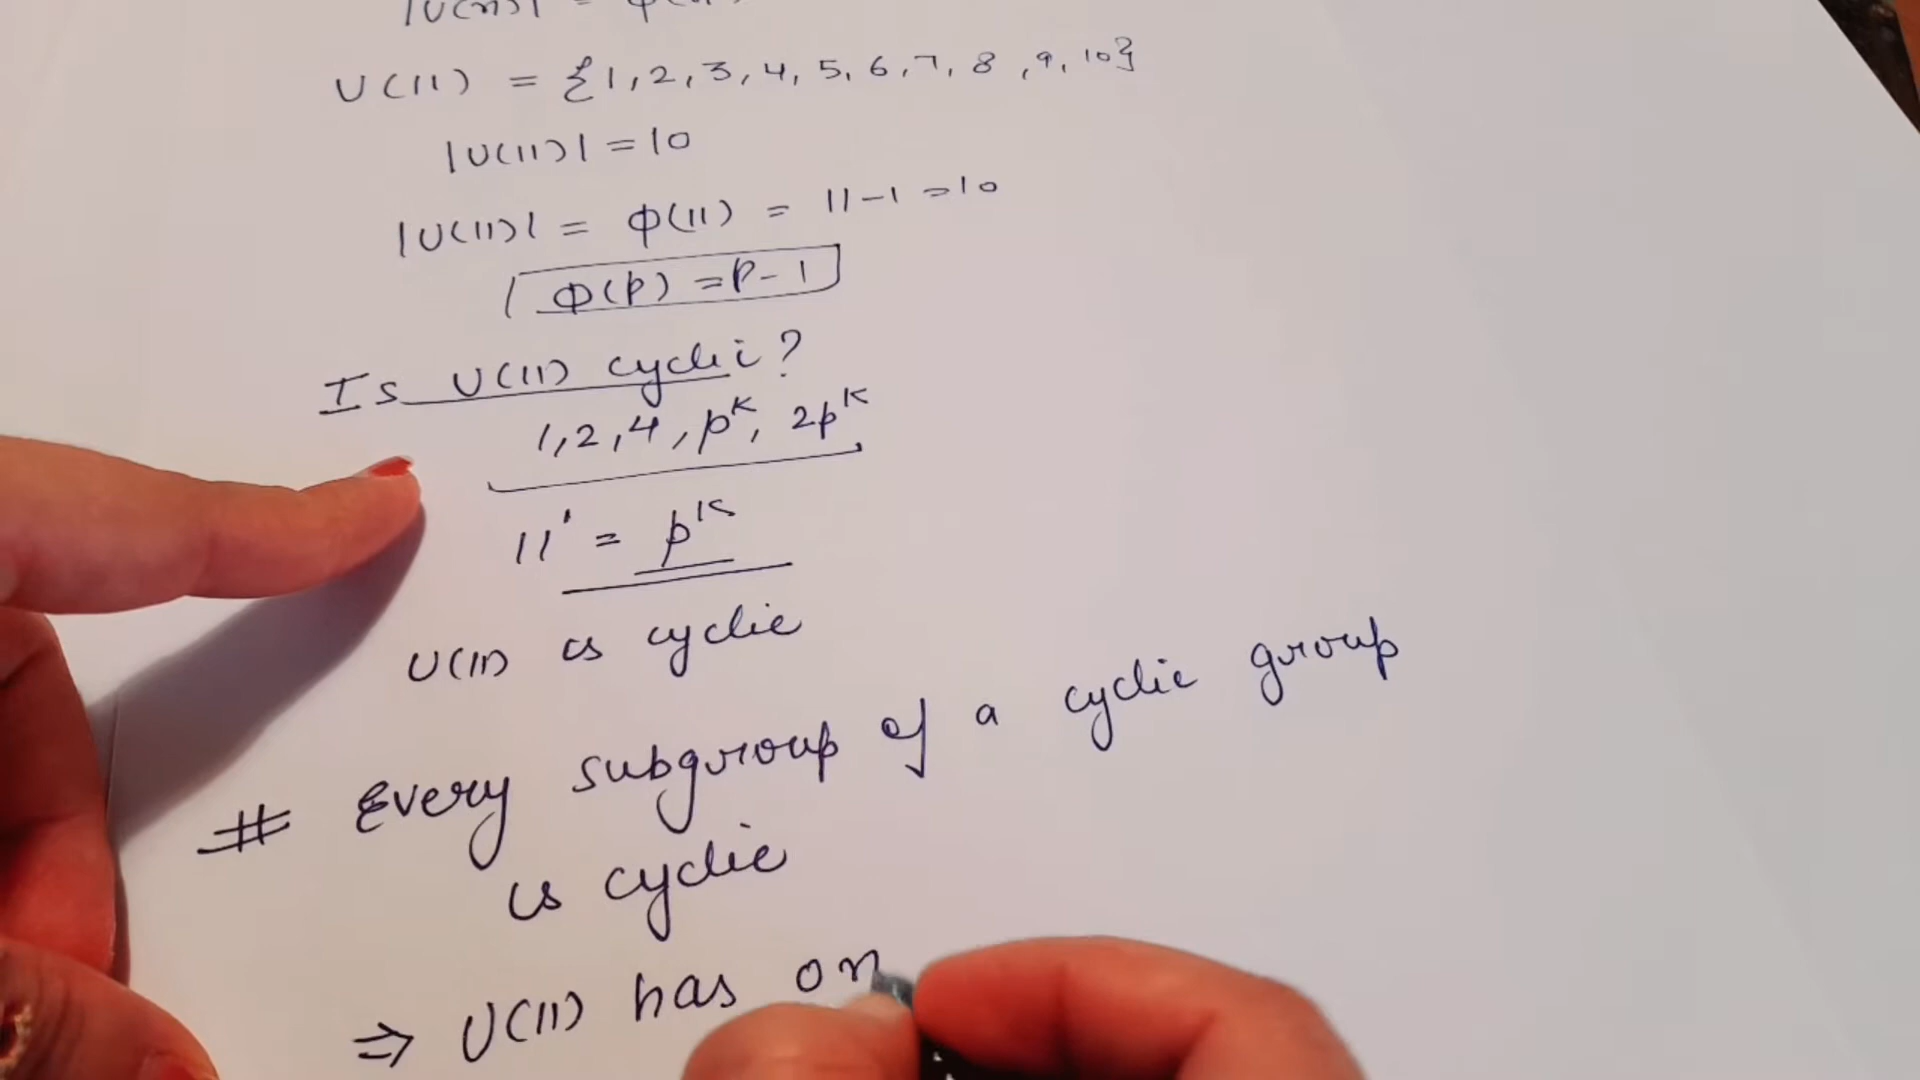 |U(n)| = ϕ(
U(11) = {1, 2, 3, 4, 5, 6, 7, 8, 9, 10}
|U(11)| = 10
|U(11)| = ϕ(11) = 11-1 = 10
ϕ(p) = p-1
Is U(11) cyclic?
1, 2, 4, p^k, 2p^k
11^1 = p^k
U(11) is cyclic
# Every subgroup of a cyclic group
is cyclic
⇒ U(11) has on